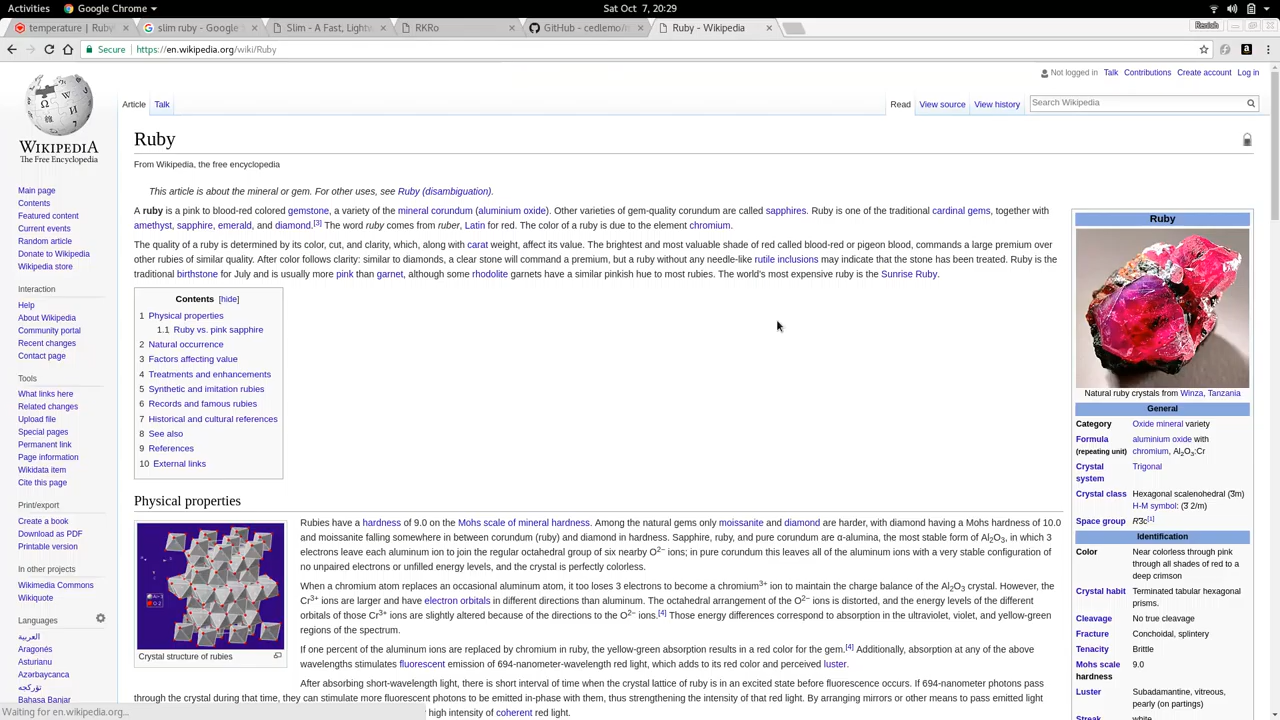 Activities Google Chrome Sat Oct 7, 20:29
temperature | Ruby slim ruby - Google Slim - A Fast, Lightw RKRo GitHub - cedlemo/m Ruby - Wikipedia
Secure https://en.wikipedia.org/wiki/Ruby
Not logged in Talk Contributions Create account Log in
Article Talk Read View source View history Search Wikipedia
WIKIPEDIA
The Free Encyclopedia
Main page
Contents
Featured content
Current events
Random article
Donate to Wikipedia
Wikipedia store
Interaction
Help
About Wikipedia
Community portal
Recent changes
Contact page
Tools
What links here
Related changes
Upload file
Special pages
Permanent link
Page information
Wikidata item
Cite this page
Print/export
Create a book
Download as PDF
Printable version
In other projects
Wikimedia Commons
Wikiquote
Languages
العربية
Aragonés
Asturianu
Azərbaycanca
تۆرکجه
Bahasa Banjar
Waiting for en.wikipedia.org...
Ruby
From Wikipedia, the free encyclopedia
This article is about the mineral or gem. For other uses, see Ruby (disambiguation).
A ruby is a pink to blood-red colored gemstone, a variety of the mineral corundum (aluminium oxide). Other varieties of gem-quality corundum are called sapphires. Ruby is one of the traditional cardinal gems, together with
amethyst, sapphire, emerald, and diamond.[3] The word ruby comes from ruber, Latin for red. The color of a ruby is due to the element chromium.
The quality of a ruby is determined by its color, cut, and clarity, which, along with carat weight, affect its value. The brightest and most valuable shade of red called blood-red or pigeon blood, commands a large premium over
other rubies of similar quality. After color follows clarity: similar to diamonds, a clear stone will command a premium, but a ruby without any needle-like rutile inclusions may indicate that the stone has been treated. Ruby is the
traditional birthstone for July and is usually more pink than garnet, although some rhodolite garnets have a similar pinkish hue to most rubies. The world's most expensive ruby is the Sunrise Ruby.
Contents [hide]
1 Physical properties
1.1 Ruby vs. pink sapphire
2 Natural occurrence
3 Factors affecting value
4 Treatments and enhancements
5 Synthetic and imitation rubies
6 Records and famous rubies
7 Historical and cultural references
8 See also
9 References
10 External links
Physical properties
Crystal structure of rubies
Rubies have a hardness of 9.0 on the Mohs scale of mineral hardness. Among the natural gems only moissanite and diamond are harder, with diamond having a Mohs hardness of 10.0
and moissanite falling somewhere in between corundum (ruby) and diamond in hardness. Sapphire, ruby, and pure corundum are α-alumina, the most stable form of Al2O3, in which 3
electrons leave each aluminum ion to join the regular octahedral group of six nearby O2− ions; in pure corundum this leaves all of the aluminum ions with a very stable configuration of
no unpaired electrons or unfilled energy levels, and the crystal is perfectly colorless.
When a chromium atom replaces an occasional aluminum atom, it too loses 3 electrons to become a chromium3+ ion to maintain the charge balance of the Al2O3 crystal. However, the
Cr3+ ions are larger and have electron orbitals in different directions than aluminum. The octahedral arrangement of the O2− ions is distorted, and the energy levels of the different
orbitals of those Cr3+ ions are slightly altered because of the directions to the O2− ions.[4] Those energy differences correspond to absorption in the ultraviolet, violet, and yellow-green
regions of the spectrum.
If one percent of the aluminum ions are replaced by chromium in ruby, the yellow-green absorption results in a red color for the gem.[4] Additionally, absorption at any of the above
wavelengths stimulates fluorescent emission of 694-nanometer-wavelength red light, which adds to its red color and perceived luster.
After absorbing short-wavelength light, there is short interval of time when the crystal lattice of ruby is in an excited state before fluorescence occurs. If 694-nanometer photons pass
through the crystal during that time, they can stimulate more fluorescent photons to be emitted in-phase with them, thus strengthening the intensity of that red light. By arranging mirrors or other means to pass emitted light
high intensity of coherent red light.
Ruby
Natural ruby crystals from Winza, Tanzania
General
Category Oxide mineral variety
Formula aluminium oxide with
(repeating unit) chromium, Al2O3:Cr
Crystal Trigonal
system
Crystal class Hexagonal scalenohedral (3̅m)
H-M symbol: (3̅ 2/m)
Space group R3̅c[1]
Identification
Color Near colorless through pink
through all shades of red to a
deep crimson
Crystal habit Terminated tabular hexagonal
prisms.
Cleavage No true cleavage
Fracture Conchoidal, splintery
Tenacity Brittle
Mohs scale 9.0
hardness
Luster Subadamantine, vitreous,
pearly (on partings)
Streak white